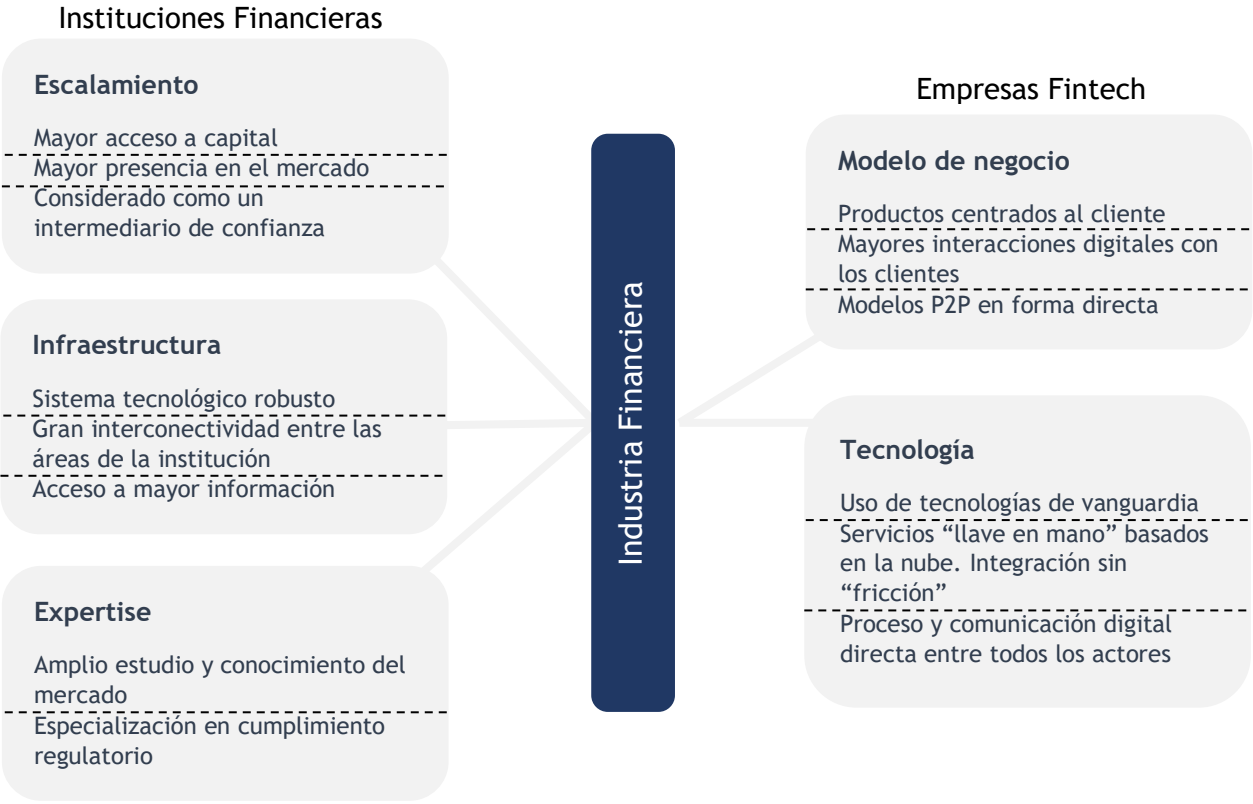 Instituciones Financieras
Escalamiento
Mayor acceso a capital
Mayor presencia en el mercado
Considerado como un
intermediario de confianza
Infraestructura
Sistema tecnológico robusto
Gran interconectividad entre las
áreas de la institución
Acceso a mayor información
Expertise
Amplio estudio y conocimiento del
mercado
Especialización en cumplimiento
regulatorio
Industria Financiera
Empresas Fintech
Modelo de negocio
Productos centrados al cliente
Mayores interacciones digitales con
los clientes
Modelos P2P en forma directa
Tecnología
Uso de tecnologías de vanguardia
Servicios “llave en mano” basados
en la nube. Integración sin
“fricción”
Proceso y comunicación digital
directa entre todos los actores